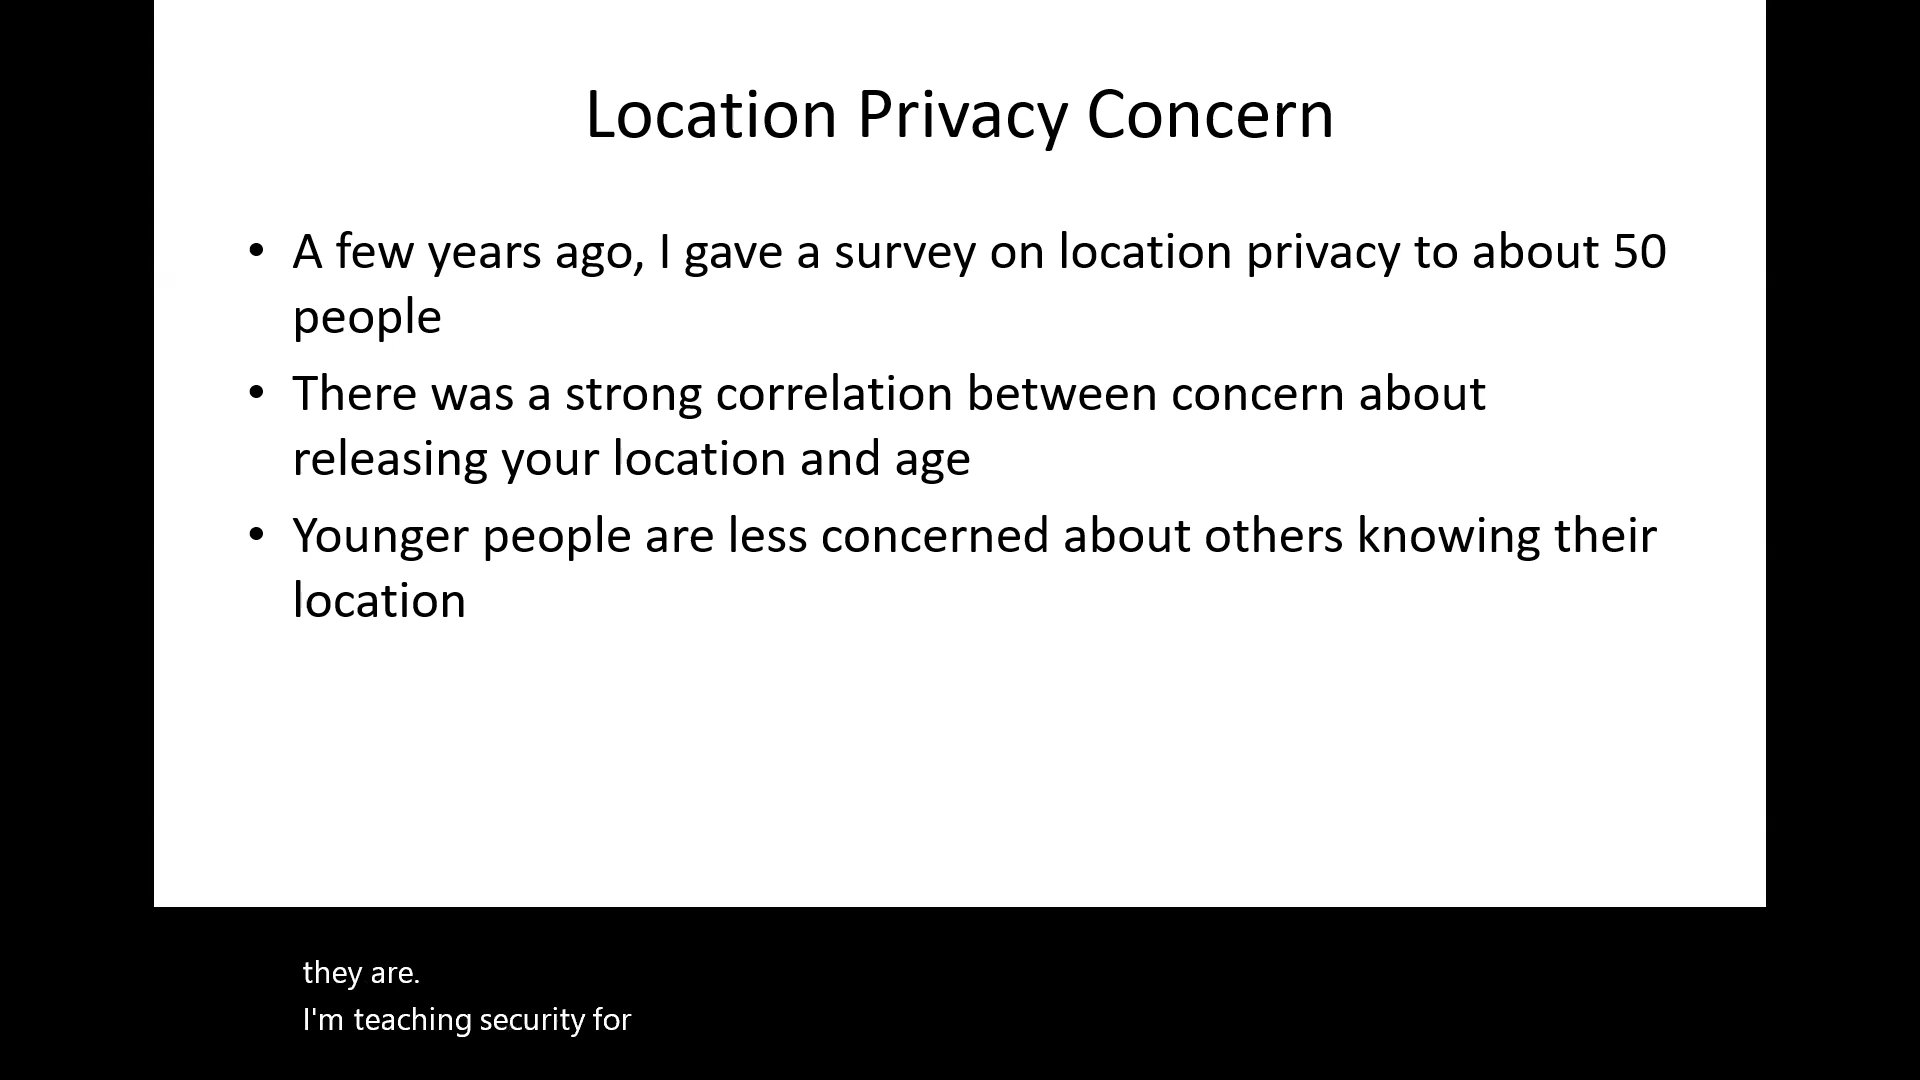 Location Privacy Concern
• A few years ago, I gave a survey on location privacy to about 50
people
• There was a strong correlation between concern about
releasing your location and age
• Younger people are less concerned about others knowing their
location
they are.
I'm teaching security for